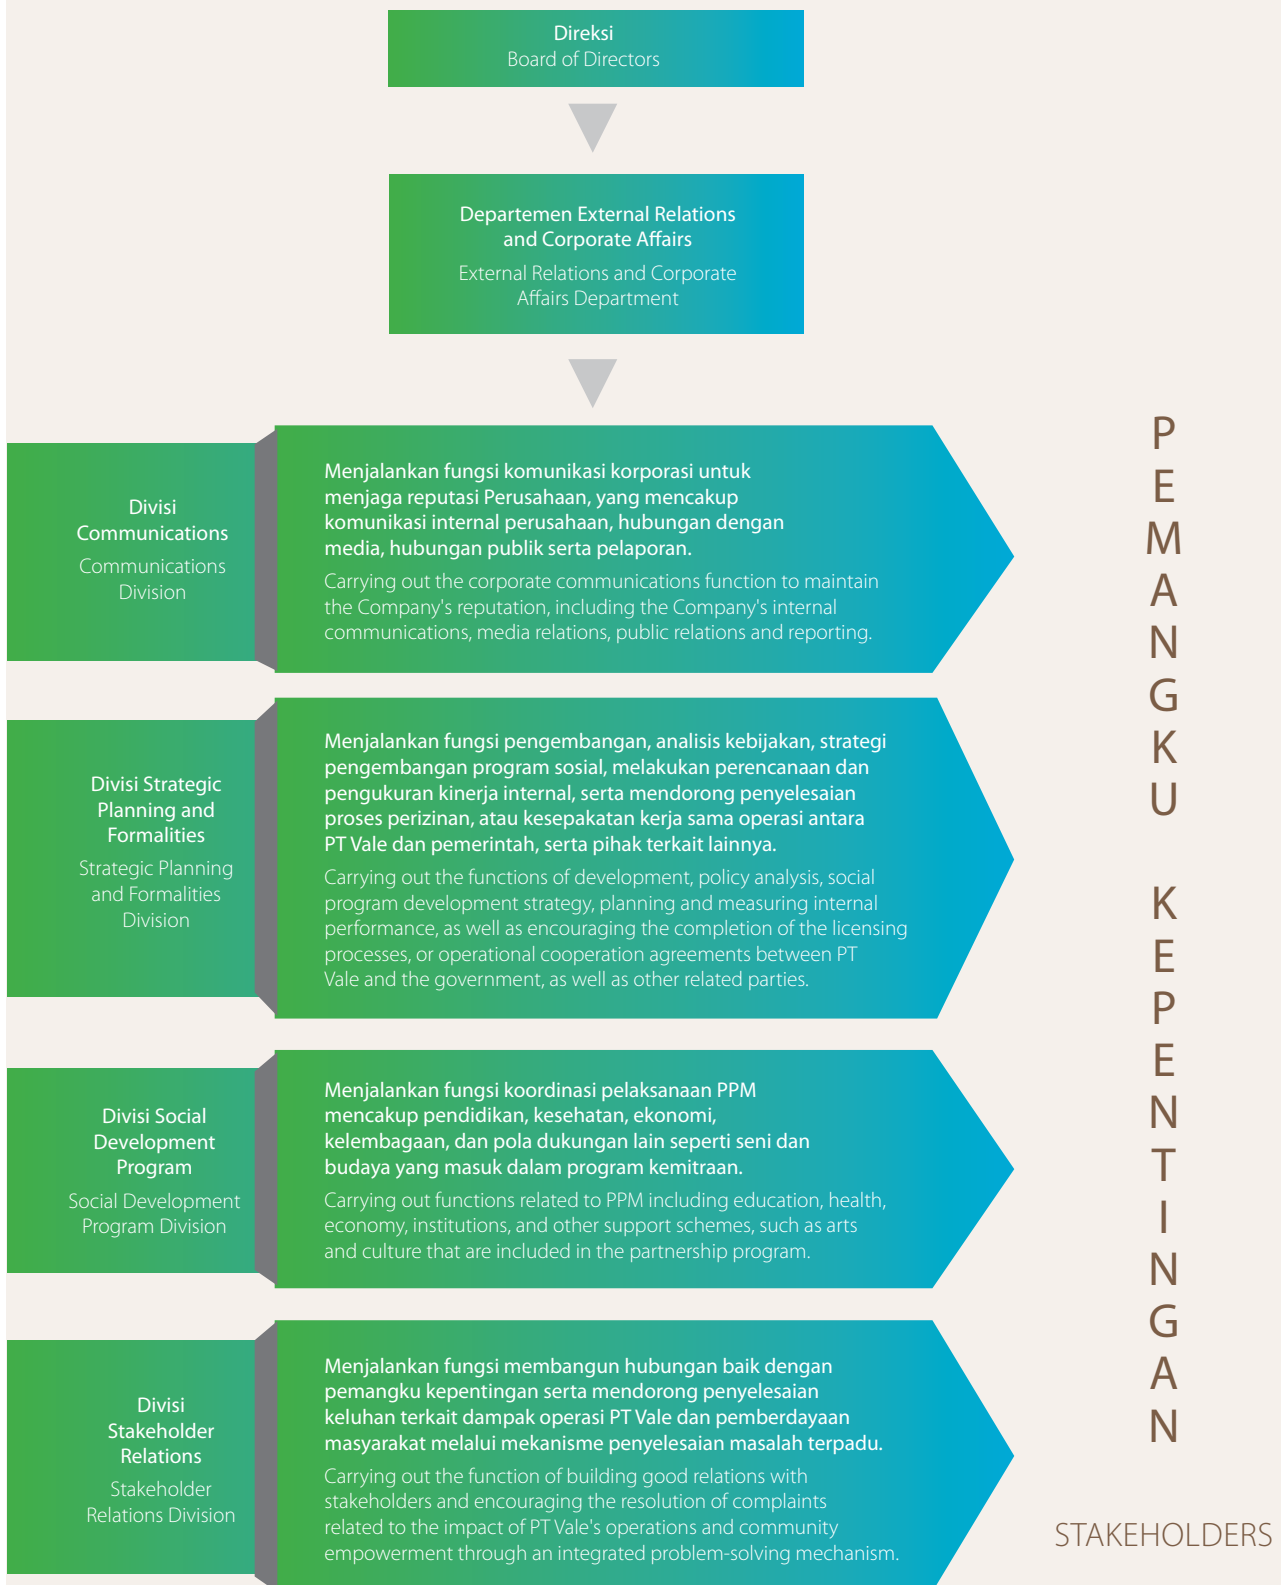 Direksi
Board of Directors
Departemen External Relations
and Corporate Affairs
External Relations and Corporate
Affairs Department
Divisi
Communications
Communications
Division
Menjalankan fungsi komunikasi korporasi untuk
menjaga reputasi Perusahaan, yang mencakup
komunikasi internal perusahaan, hubungan dengan
media, hubungan publik serta pelaporan.
Carrying out the corporate communications function to maintain
the Company's reputation, including the Company's internal
communications, media relations, public relations and reporting.
Divisi Strategic
Planning and
Formalities
Strategic Planning
and Formalities
Division
Menjalankan fungsi pengembangan, analisis kebijakan, strategi
pengembangan program sosial, melakukan perencanaan dan
pengukuran kinerja internal, serta mendorong penyelesaian
proses perizinan, atau kesepakatan kerja sama operasi antara
PT Vale dan pemerintah, serta pihak terkait lainnya.
Carrying out the functions of development, policy analysis, social
program development strategy, planning and measuring internal
performance, as well as encouraging the completion of the licensing
processes, or operational cooperation agreements between PT
Vale and the government, as well as other related parties.
Divisi Social
Development
Program
Social Development
Program Division
Menjalankan fungsi koordinasi pelaksanaan PPM
mencakup pendidikan, kesehatan, ekonomi,
kelembagaan, dan pola dukungan lain seperti seni dan
budaya yang masuk dalam program kemitraan.
Carrying out functions related to PPM including education, health,
economy, institutions, and other support schemes, such as arts
and culture that are included in the partnership program.
Divisi
Stakeholder
Relations
Stakeholder
Relations Division
Menjalankan fungsi membangun hubungan baik dengan
pemangku kepentingan serta mendorong penyelesaian
keluhan terkait dampak operasi PT Vale dan pemberdayaan
masyarakat melalui mekanisme penyelesaian masalah terpadu.
Carrying out the function of building good relations with
stakeholders and encouraging the resolution of complaints
related to the impact of PT Vale's operations and community
empowerment through an integrated problem-solving mechanism.
PEMANGKU KEPENTINGAN
STAKEHOLDERS